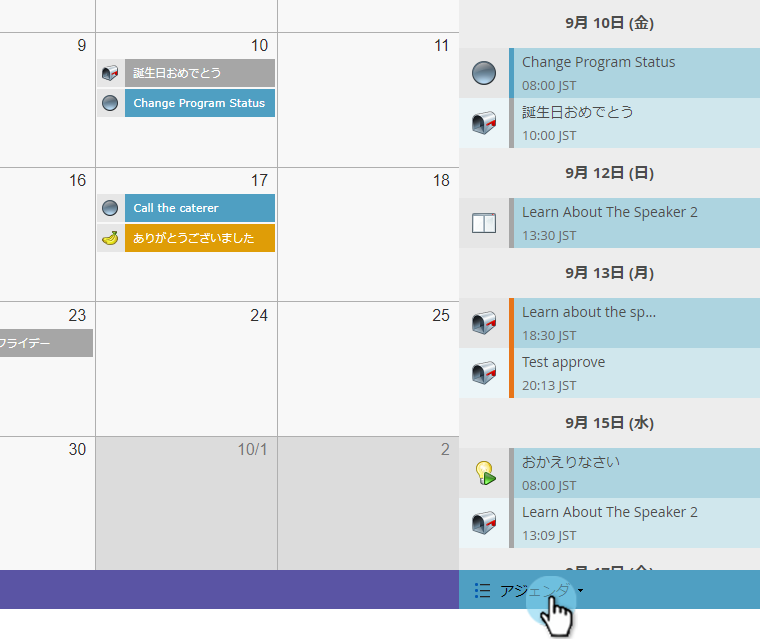 9
10
11
誕生日おめでとう
Change Program Status
16
17
18
Call the caterer
ありがとうございました
23
24
25
フライデー
30
10/1
2
9月 10日 (金)
Change Program Status
08:00 JST
誕生日おめでとう
10:00 JST
9月 12日 (日)
Learn About The Speaker 2
13:30 JST
9月 13日 (月)
Learn about the sp...
18:30 JST
Test approve
20:13 JST
9月 15日 (水)
おかえりなさい
08:00 JST
Learn About The Speaker 2
13:09 JST
9月 17日 (金)
アジェンダ